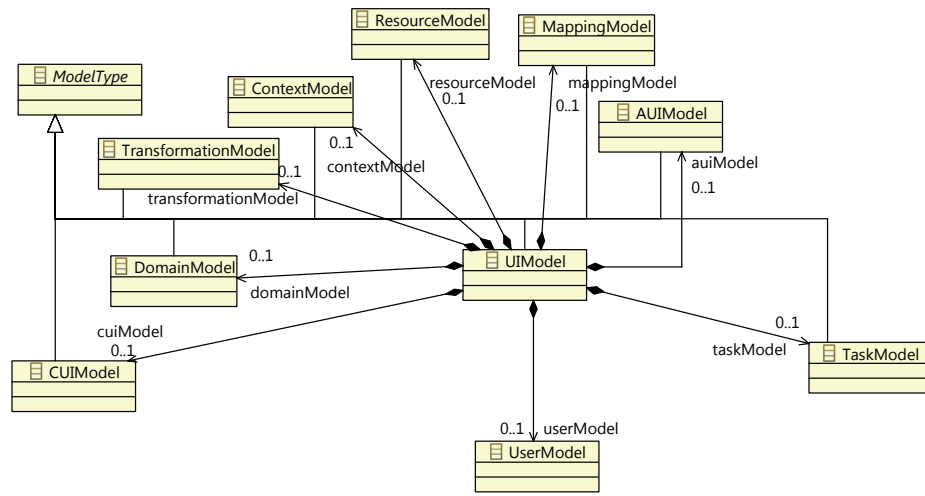 ResourceModel
MappingModel
ModelType
ContextModel
resourceModel
mappingModel
0..1
0..1
AUIModel
0..1
TransformationModel
contextModel
auiModel
0..1
transformationModel
0..1
UIModel
DomainModel
0..1
domainModel
cuiModel
0..1
0..1
taskModel
TaskModel
CUIModel
0..1
userModel
UserModel